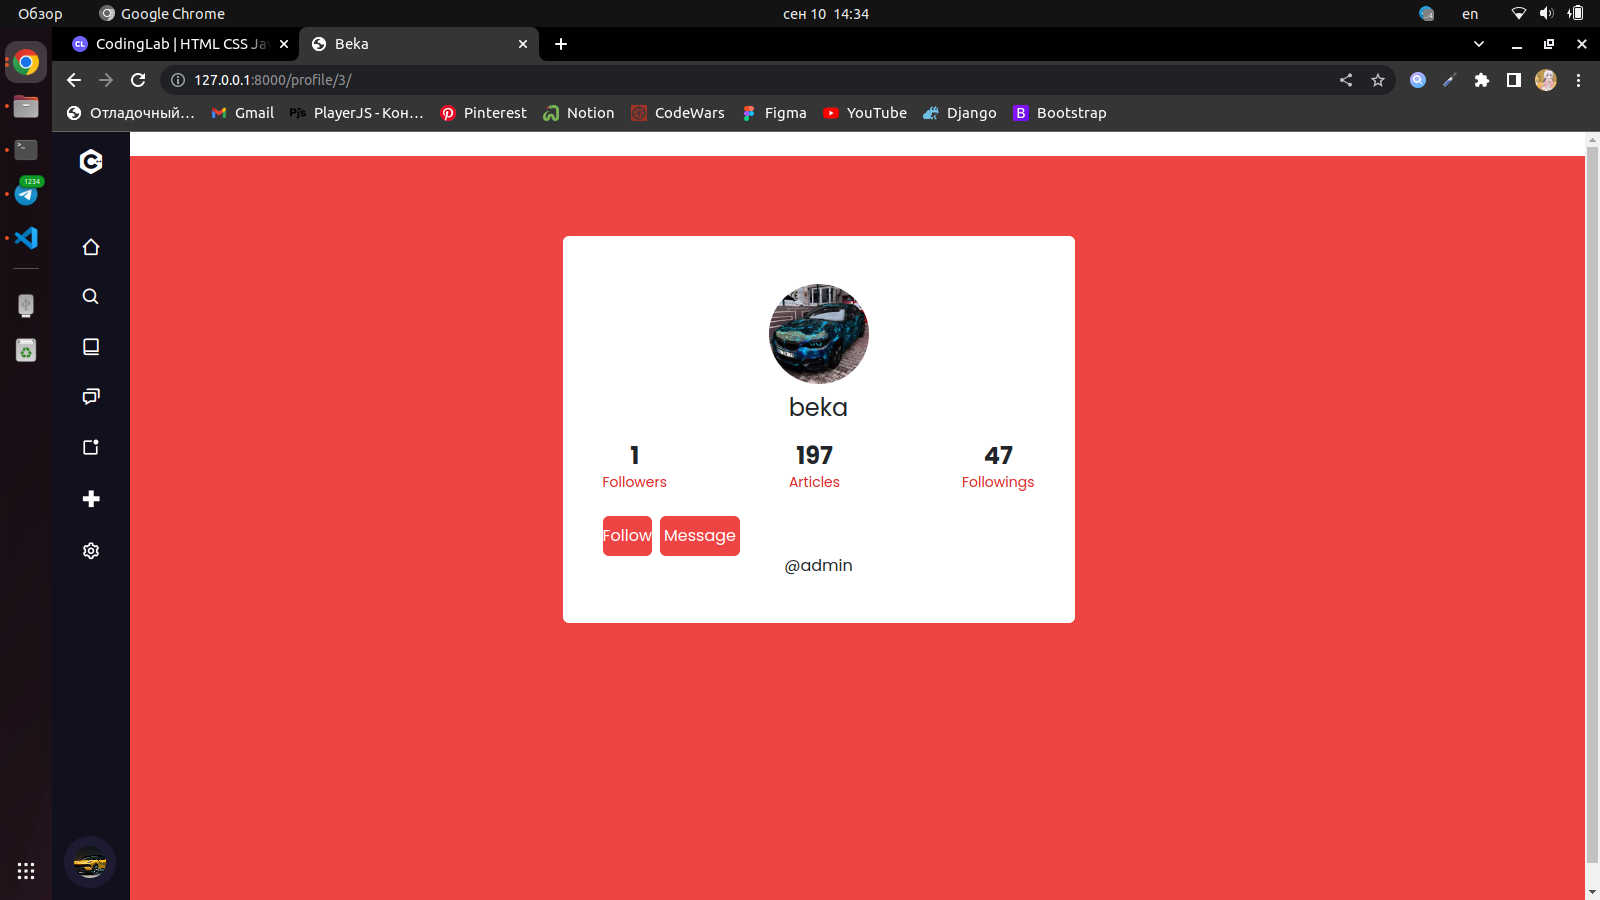 Обзор
Google Chrome
сен 10 14:34
en
CodingLab | HTML CSS Jav
Beka
127.0.0.1:8000/profile/3/
Отладочный…
Gmail
PlayerJS - Кон…
Pinterest
Notion
CodeWars
Figma
YouTube
Django
Bootstrap
1234
beka
1
197
47
Followers
Articles
Followings
Follow
Message
@admin